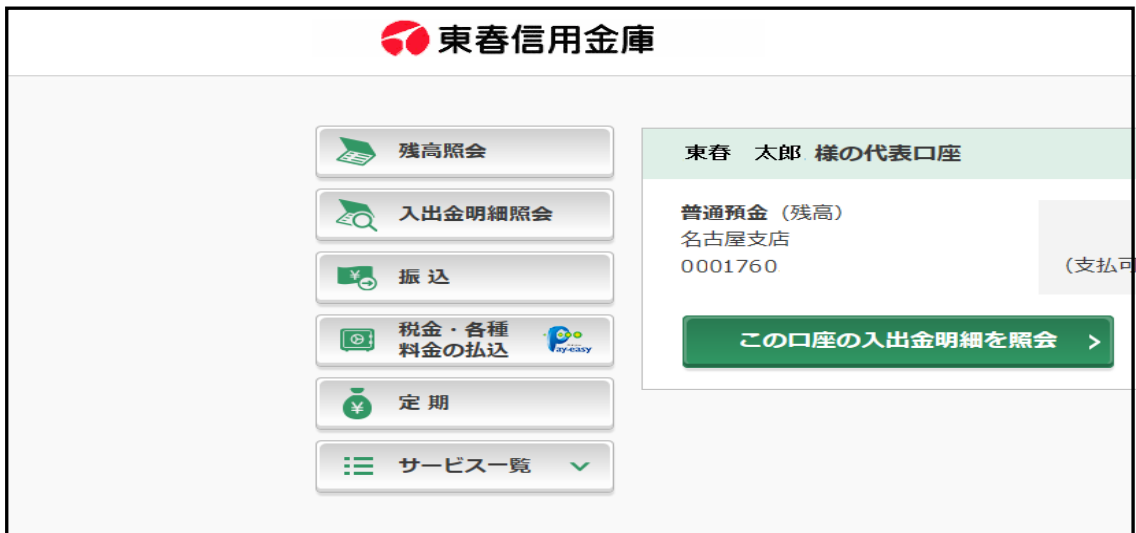 東春信用金庫
残高照会
入出金明細照会
振込
税金・各種
料金の払込
Pay-easy
定期
サービス一覧
東春　太郎 様の代表口座
普通預金（残高）
名古屋支店
0001760
（支払可
この口座の入出金明細を照会